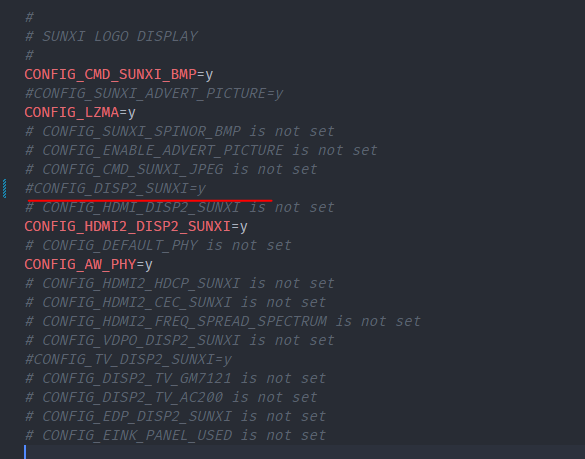 #
# SUNXI LOGO DISPLAY
#
CONFIG_CMD_SUNXI_BMP=y
#CONFIG_SUNXI_ADVERT_PICTURE=y
CONFIG_LZMA=y
# CONFIG_SUNXI_SPINOR_BMP is not set
# CONFIG_ENABLE_ADVERT_PICTURE is not set
# CONFIG_CMD_SUNXI_JPEG is not set
#CONFIG_DISP2_SUNXI=y
# CONFIG_HDMI_DISP2_SUNXI is not set
CONFIG_HDMI2_DISP2_SUNXI=y
# CONFIG_DEFAULT_PHY is not set
CONFIG_AW_PHY=y
# CONFIG_HDMI2_HDCP_SUNXI is not set
# CONFIG_HDMI2_CEC_SUNXI is not set
# CONFIG_HDMI2_FREQ_SPREAD_SPECTRUM is not set
# CONFIG_VDPO_DISP2_SUNXI is not set
#CONFIG_TV_DISP2_SUNXI=y
# CONFIG_DISP2_TV_GM7121 is not set
# CONFIG_DISP2_TV_AC200 is not set
# CONFIG_EDP_DISP2_SUNXI is not set
# CONFIG_EINK_PANEL_USED is not set